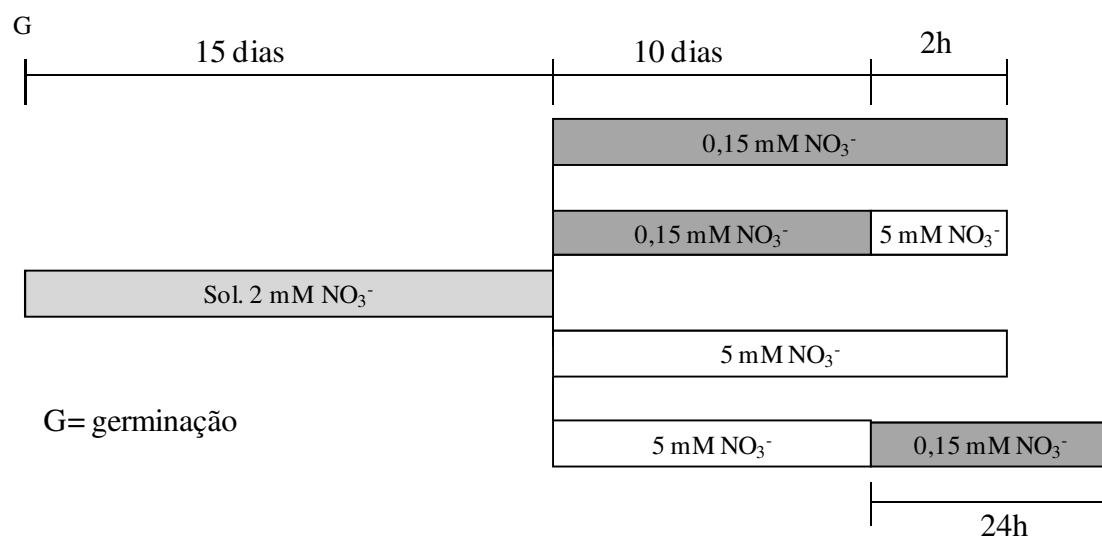 G
15 dias
10 dias
2h
0,15 mM NO₃⁻
0,15 mM NO₃⁻
5 mM NO₃⁻
Sol. 2 mM NO₃⁻
5 mM NO₃⁻
G= germinação
5 mM NO₃⁻
0,15 mM NO₃⁻
24h